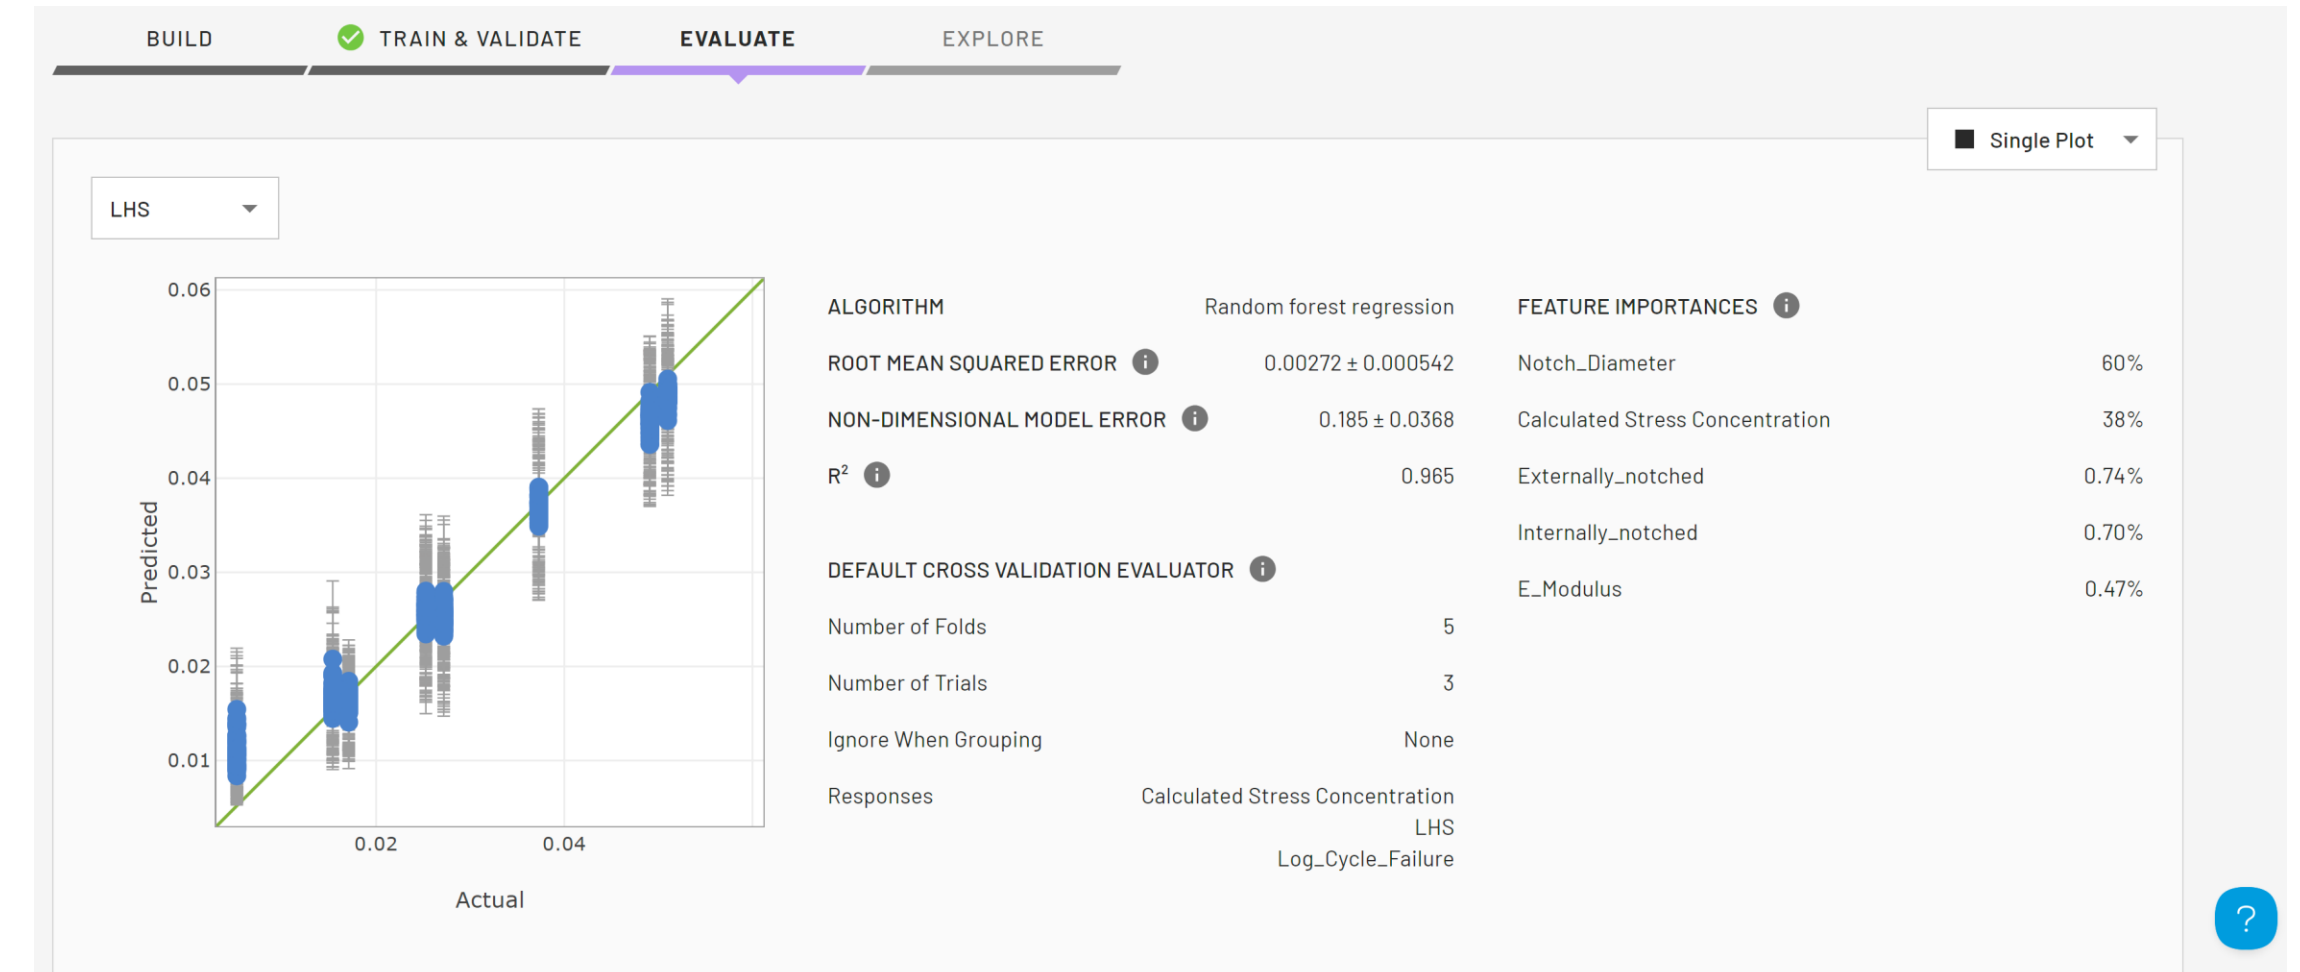 BUILD
TRAIN & VALIDATE
EVALUATE
EXPLORE
Single Plot
LHS
0.06
0.05
0.04
0.03
0.02
0.01
Predicted
0.02
0.04
Actual
ALGORITHM Random forest regression
ROOT MEAN SQUARED ERROR i 0.00272 ± 0.000542
NON-DIMENSIONAL MODEL ERROR i 0.185 ± 0.0368
R² i 0.965
DEFAULT CROSS VALIDATION EVALUATOR i
Number of Folds 5
Number of Trials 3
Ignore When Grouping None
Responses Calculated Stress Concentration
LHS
Log_Cycle_Failure
FEATURE IMPORTANCES i
Notch_Diameter 60%
Calculated Stress Concentration 38%
Externally_notched 0.74%
Internally_notched 0.70%
E_Modulus 0.47%
?